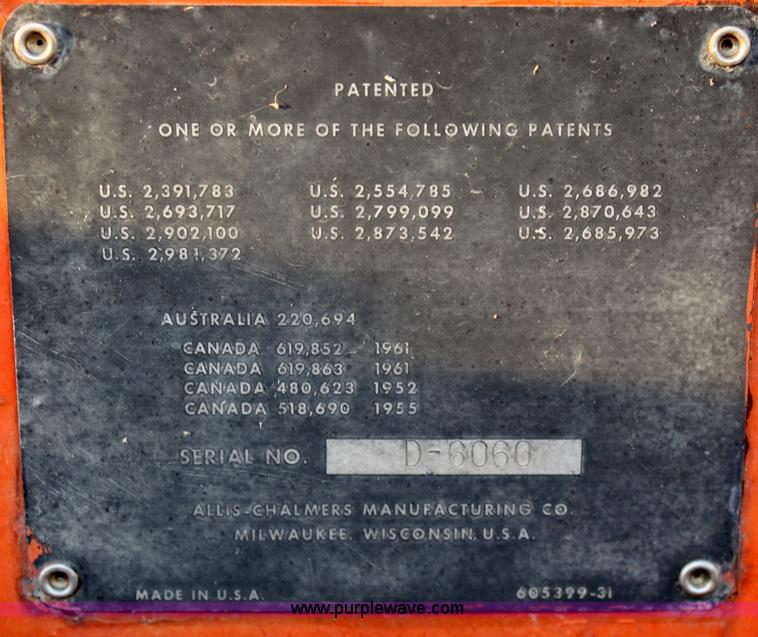 PATENTED
ONE OR MORE OF THE FOLLOWING PATENTS
U.S. 2,391,783 U.S. 2,554,785 U.S. 2,686,982
U.S. 2,693,717 U.S. 2,799,099 U.S. 2,870,643
U.S. 2,902,100 U.S. 2,873,542 U.S. 2,685,973
U.S. 2,981,372
AUSTRALIA 220,694
CANADA 619,852 1961
CANADA 619,863 1961
CANADA 480,623 1952
CANADA 518,690 1955
SERIAL NO. D-6060
ALLIS-CHALMERS MANUFACTURING CO.
MILWAUKEE, WISCONSIN, U.S.A.
MADE IN U.S.A. 605399-31
www.purplewave.com